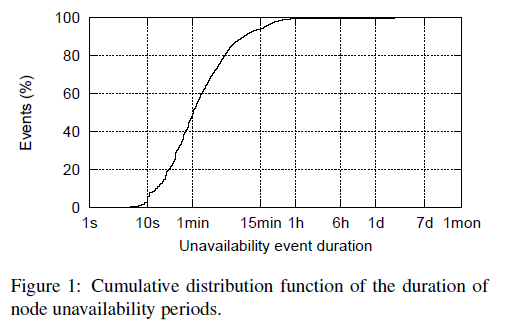 100
80
60
40
20
0
Events (%)
1s 10s 1min 15min 1h 6h 1d 7d 1mon
Unavailability event duration
Figure 1: Cumulative distribution function of the duration of
node unavailability periods.